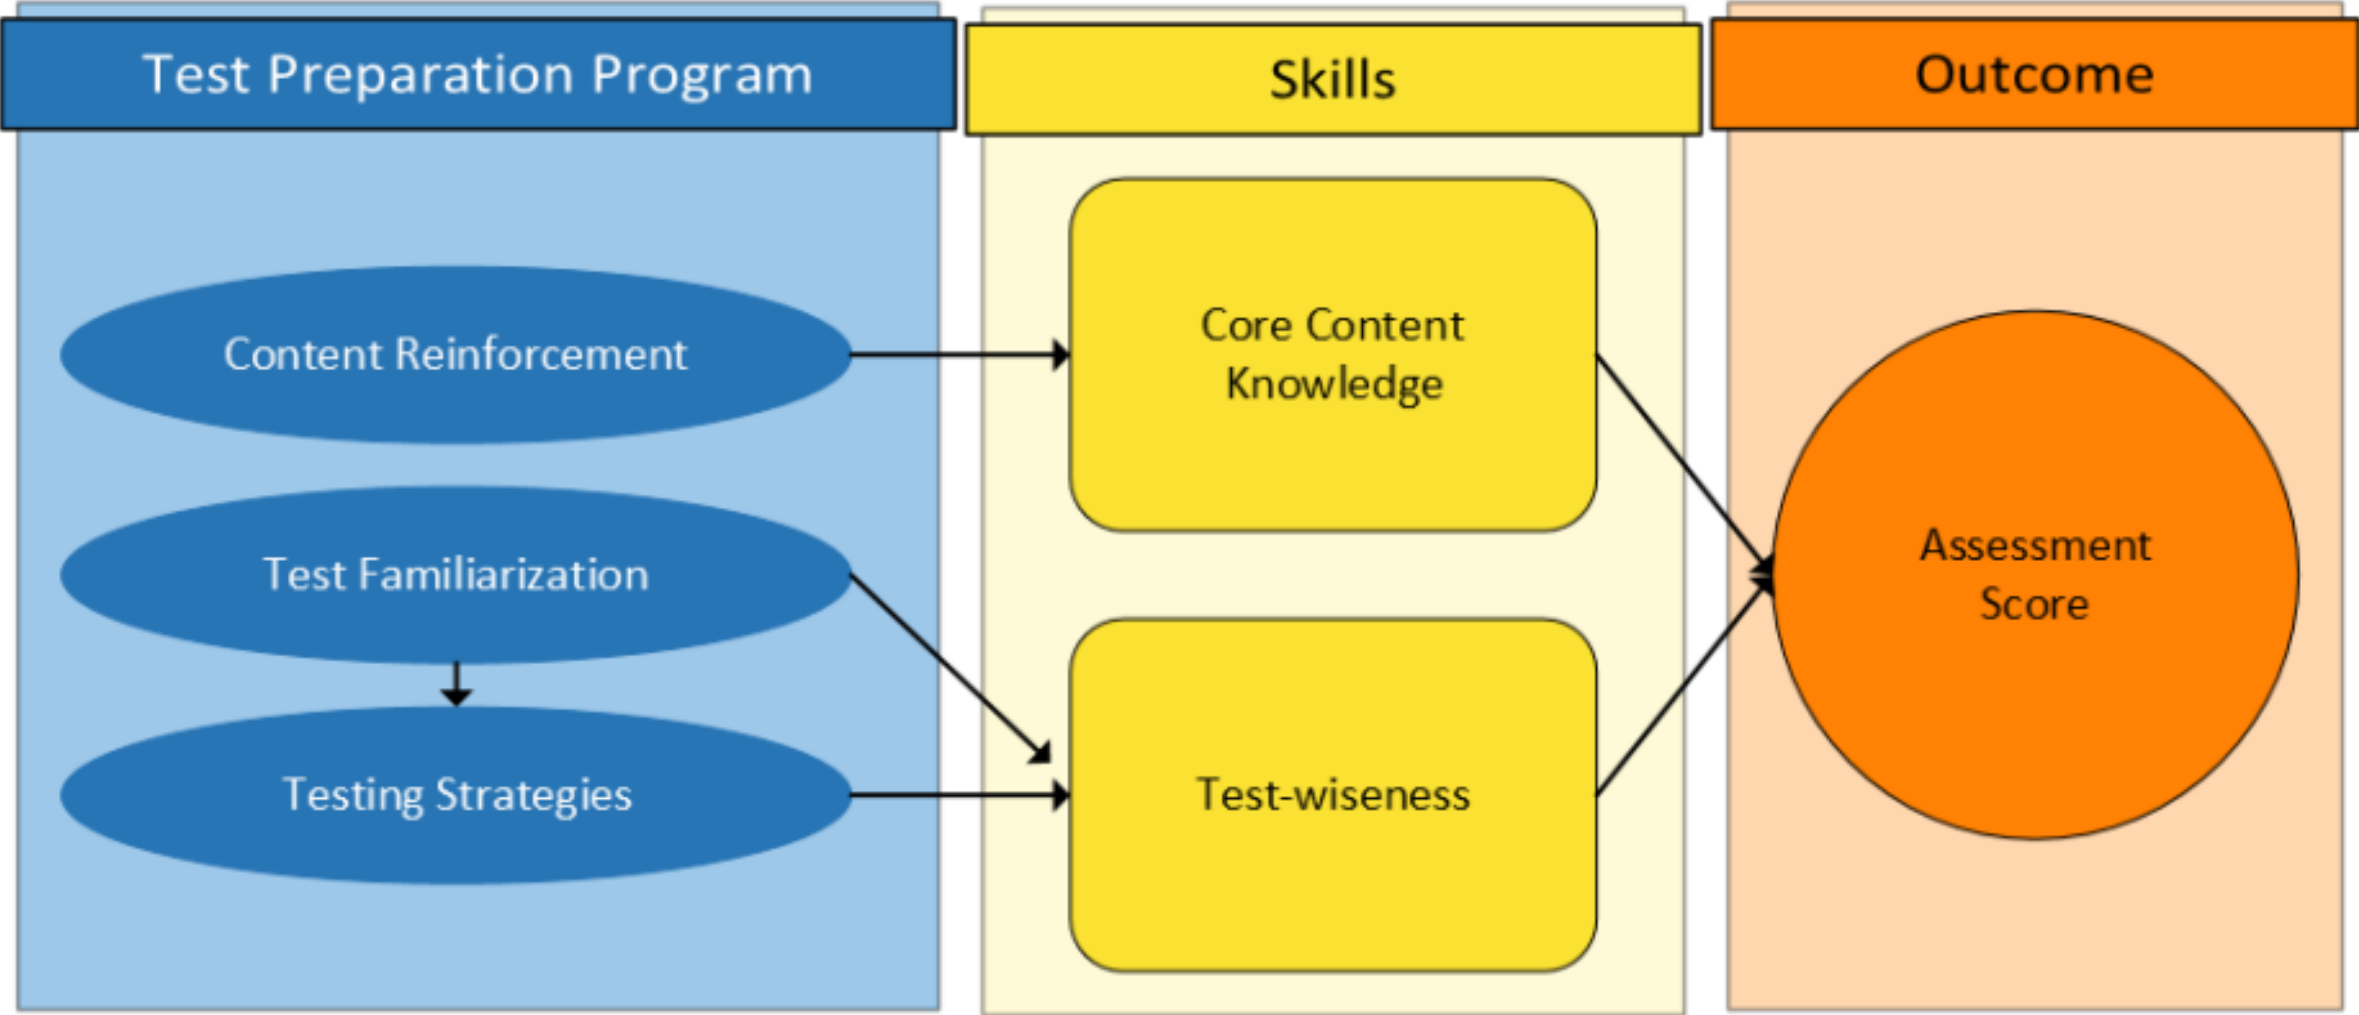 Test Preparation Program
Skills
Outcome
Content Reinforcement
Test Familiarization
Testing Strategies
Core Content
Knowledge
Test-wiseness
Assessment
Score